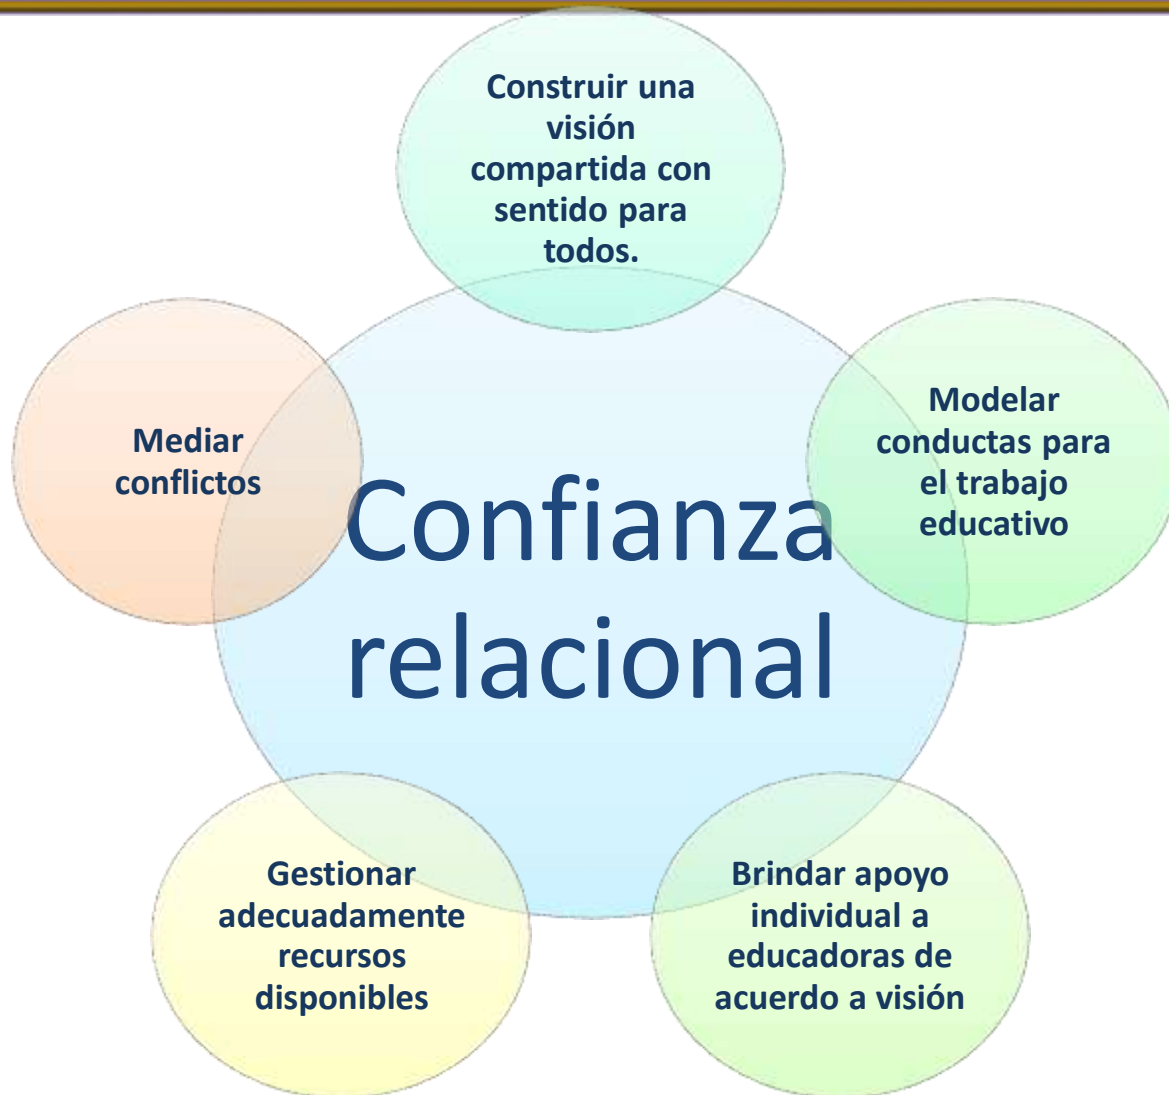 Construir una
visión
compartida con
sentido para
todos.
Modelar
conductas para
el trabajo
educativo
Mediar
conflictos
Confianza
relacional
Brindar apoyo
individual a
educadoras de
acuerdo a visión
Gestionar
adecuadamente
recursos
disponibles